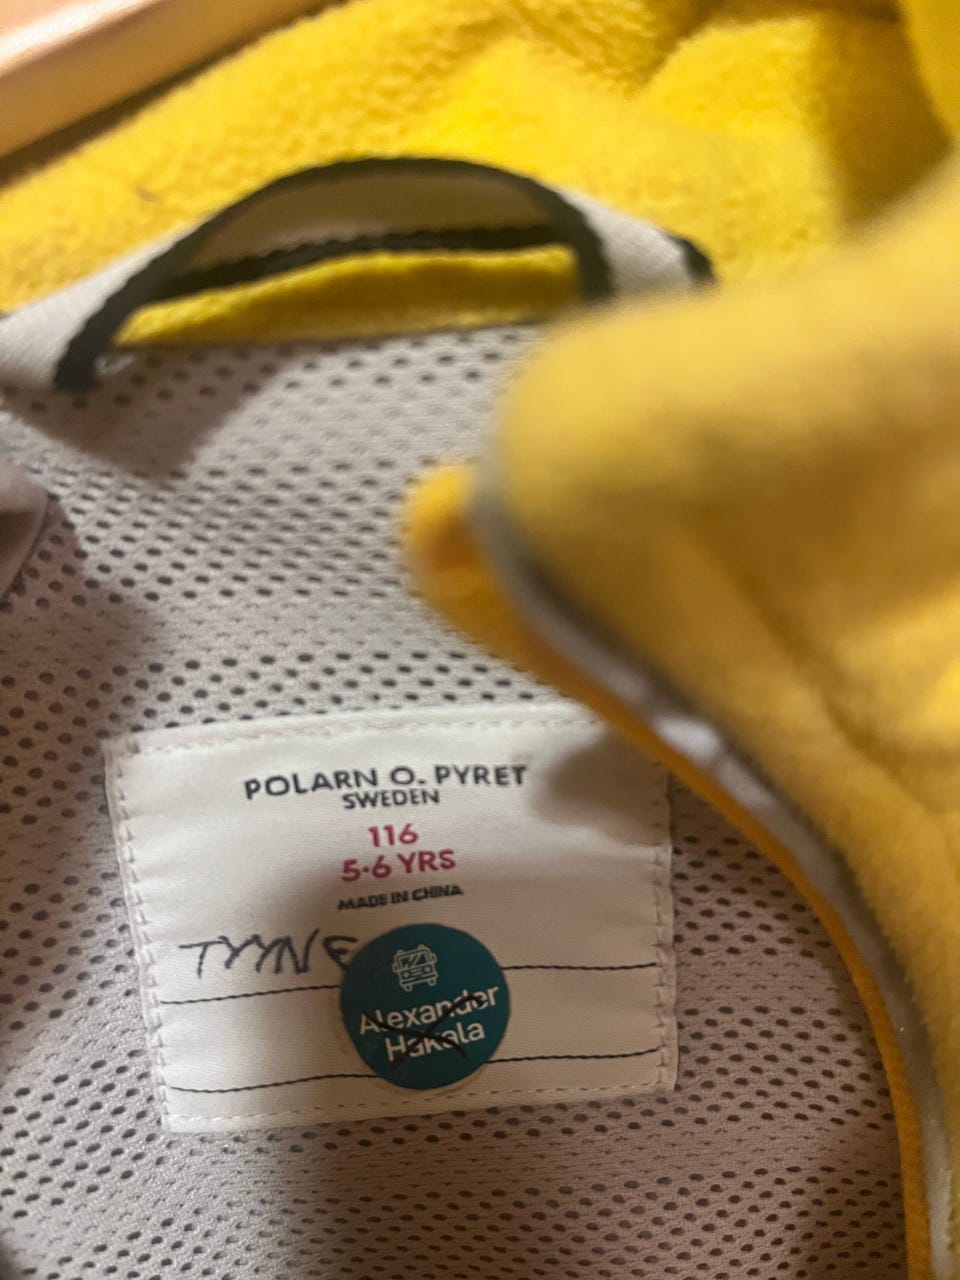 POLARN O. PYRET
SWEDEN
116
5-6 YRS
MADE IN CHINA
TYYNE
Alexander
Hakala